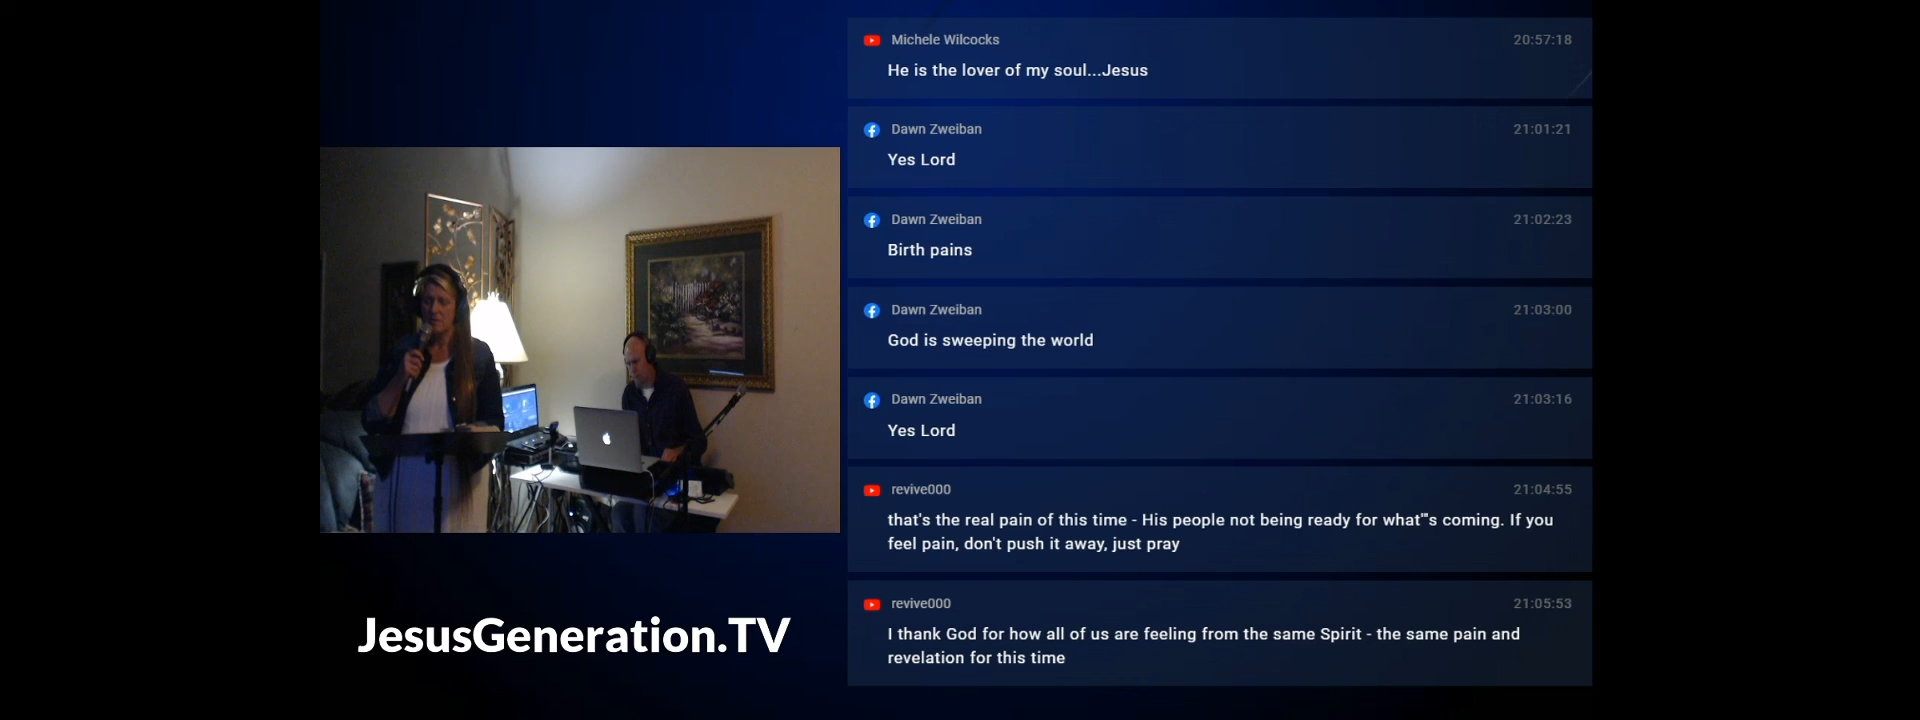 Michele Wilcocks 20:57:18
He is the lover of my soul...Jesus
Dawn Zweiban 21:01:21
Yes Lord
Dawn Zweiban 21:02:23
Birth pains
Dawn Zweiban 21:03:00
God is sweeping the world
Dawn Zweiban 21:03:16
Yes Lord
revive000 21:04:55
that's the real pain of this time - His people not being ready for what'"s coming. If you
feel pain, don't push it away, just pray
revive000 21:05:53
I thank God for how all of us are feeling from the same Spirit - the same pain and
revelation for this time
JesusGeneration.TV